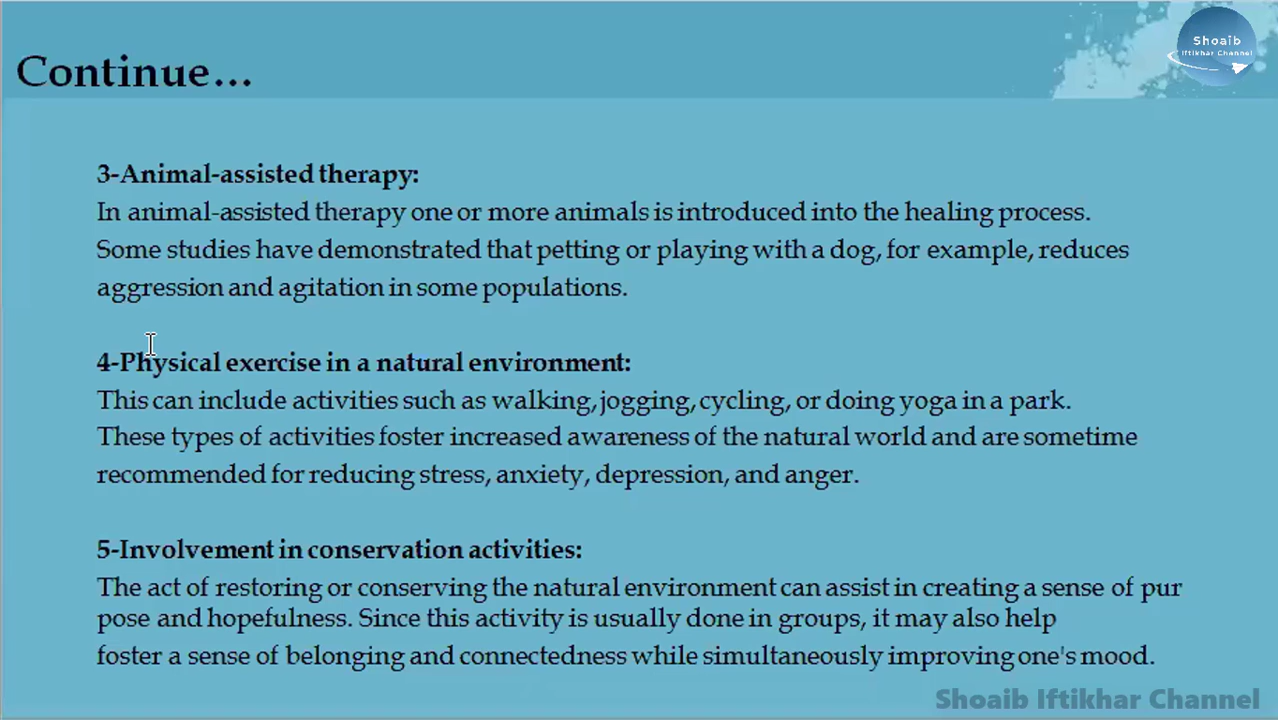 Shoaib
Iftikhar Channel
Continue...
3-Animal-assisted therapy:
In animal-assisted therapy one or more animals is introduced into the healing process.
Some studies have demonstrated that petting or playing with a dog, for example, reduces
aggression and agitation in some populations.
4-Physical exercise in a natural environment:
This can include activities such as walking, jogging, cycling, or doing yoga in a park.
These types of activities foster increased awareness of the natural world and are sometime
recommended for reducing stress, anxiety, depression, and anger.
5-Involvement in conservation activities:
The act of restoring or conserving the natural environment can assist in creating a sense of pur
pose and hopefulness. Since this activity is usually done in groups, it may also help
foster a sense of belonging and connectedness while simultaneously improving one's mood.
Shoaib Iftikhar Channel